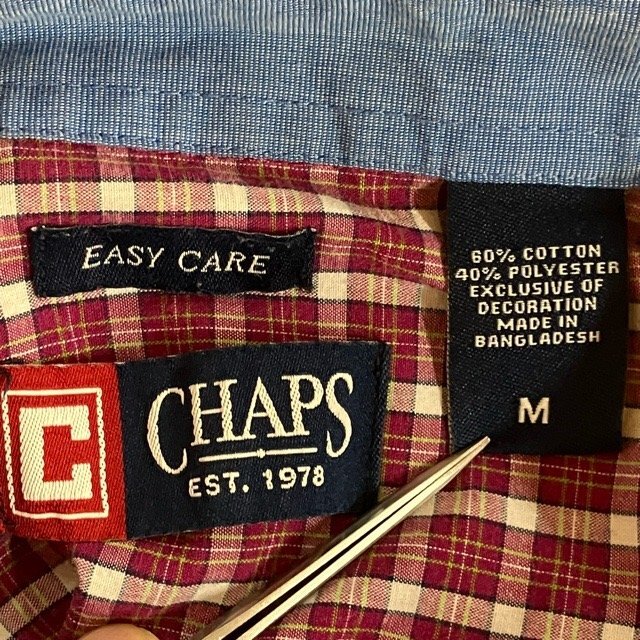 EASY CARE
C
CHAPS
EST. 1978
60% COTTON
40% POLYESTER
EXCLUSIVE OF
DECORATION
MADE IN
BANGLADESH
M